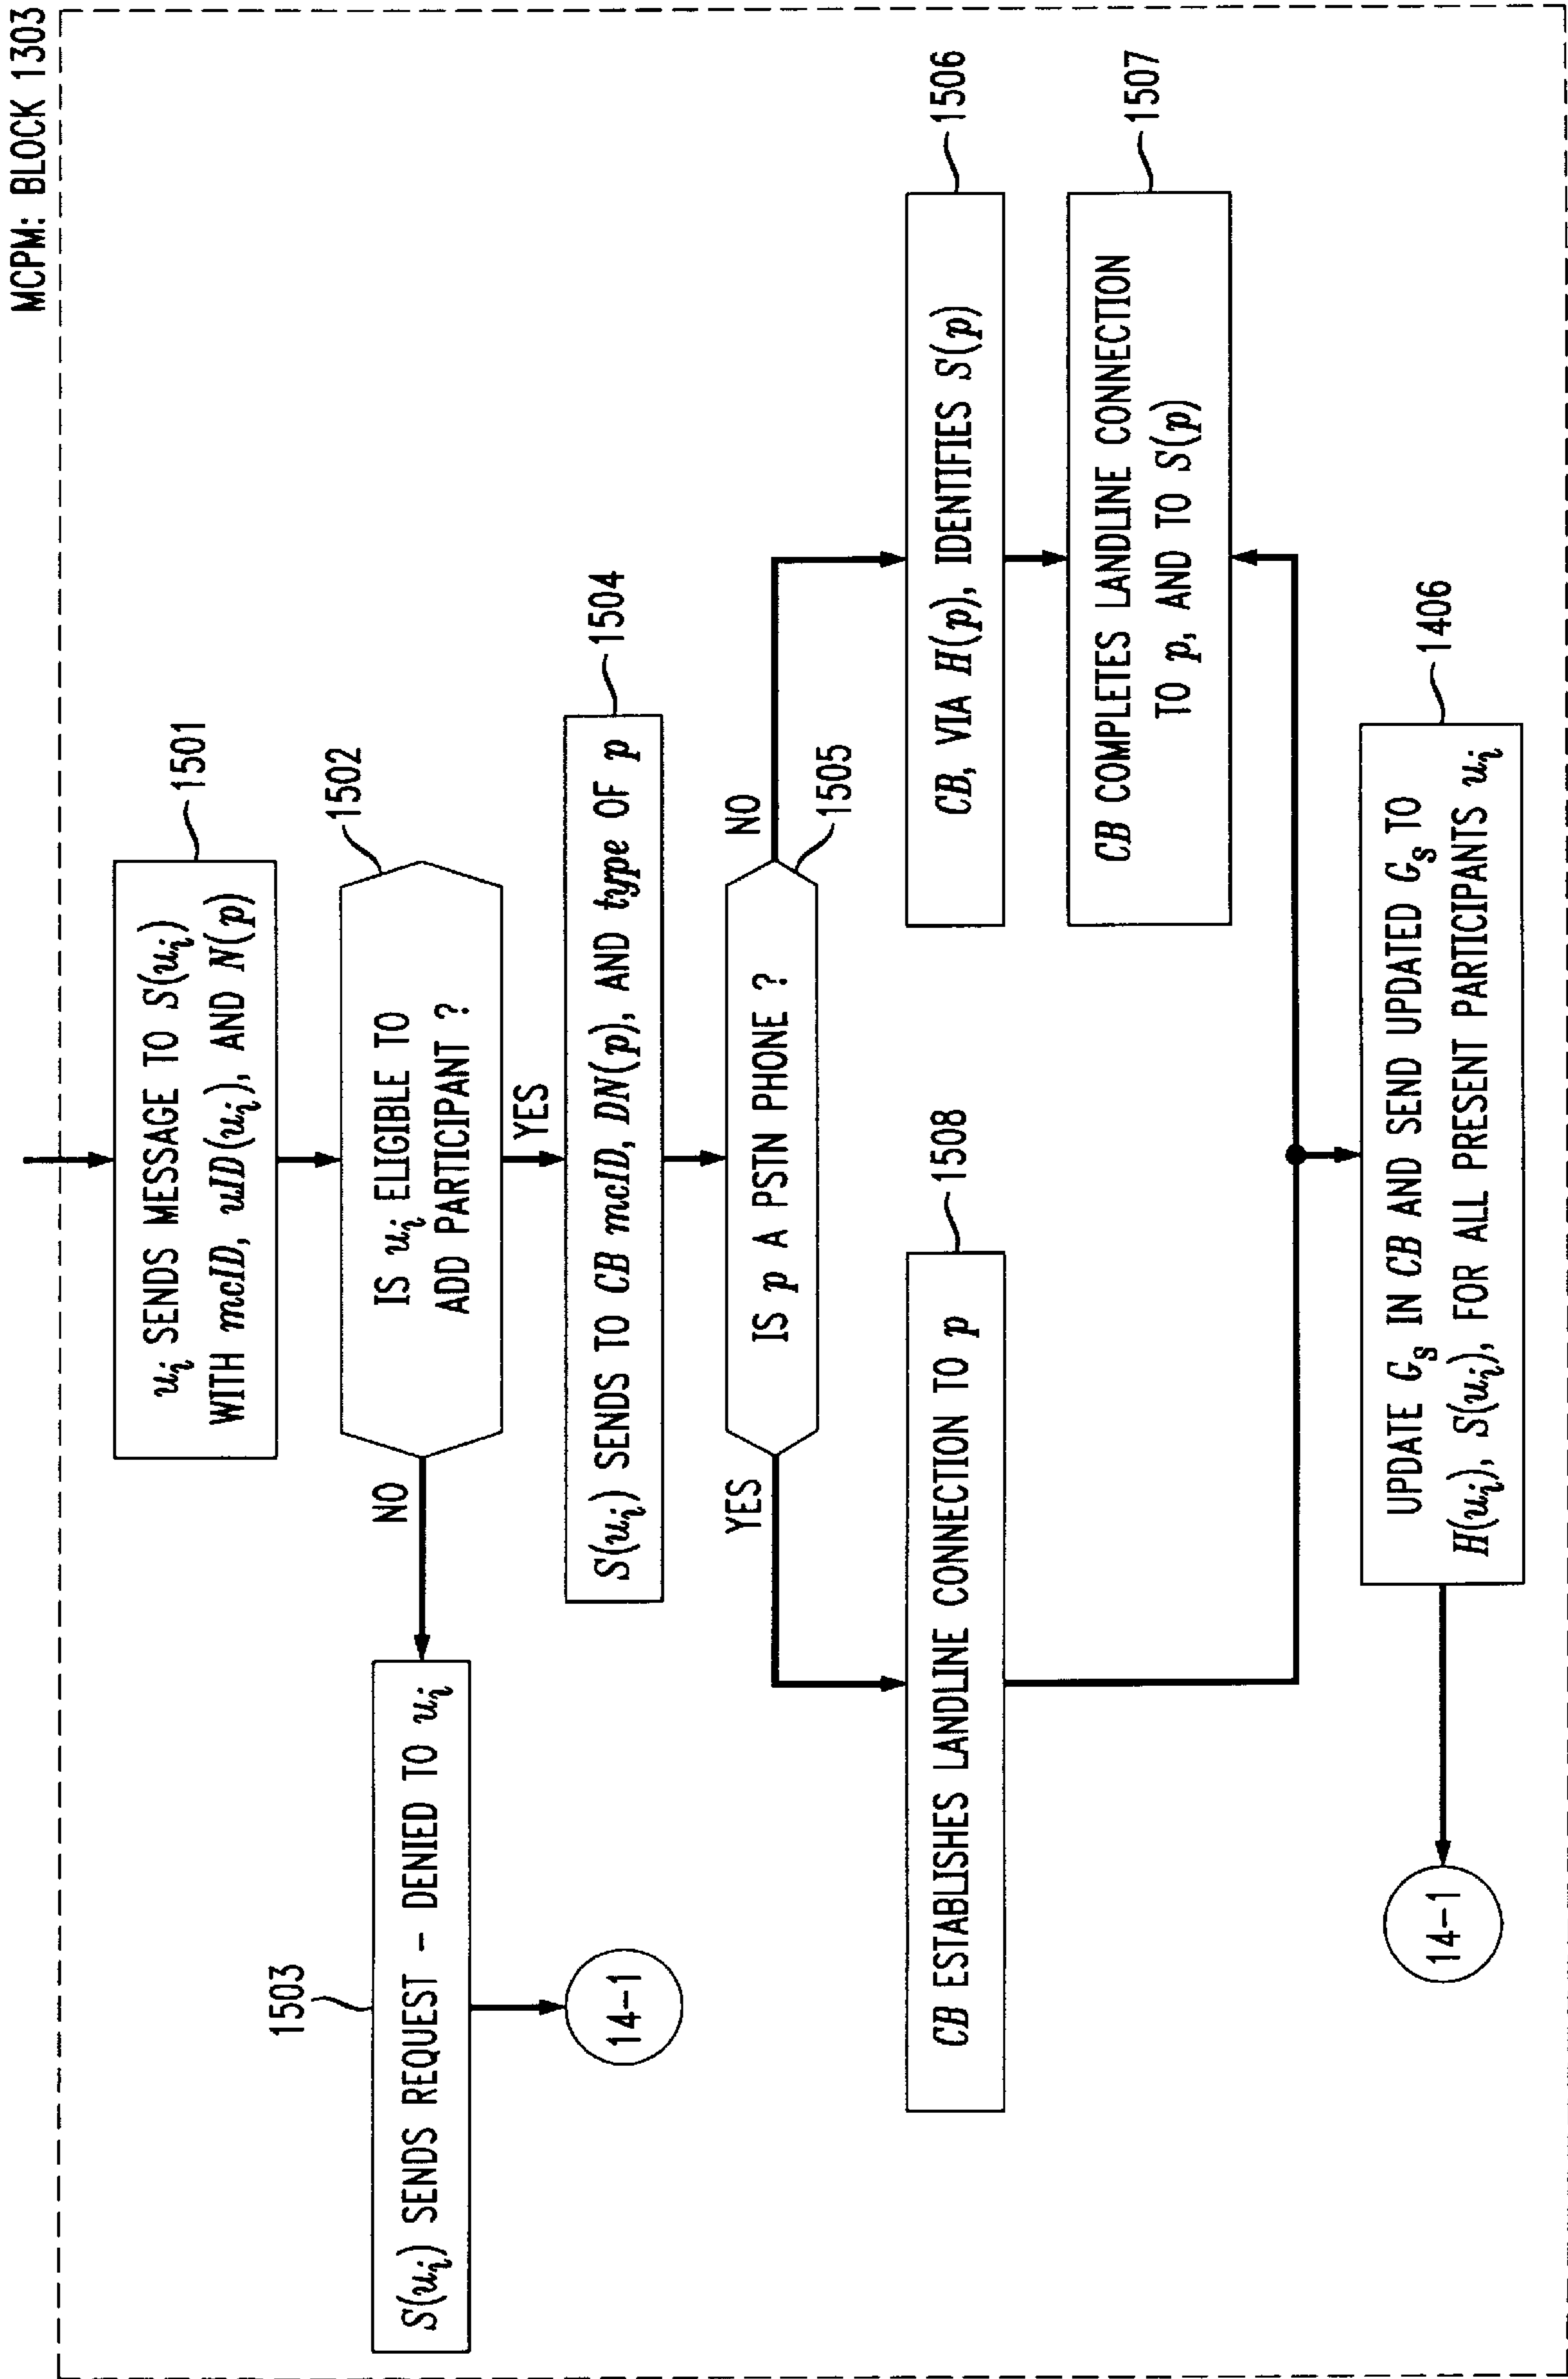 MCPM: BLOCK 1303
u_i SENDS MESSAGE TO S(u_i)
WITH mcID, uID(u_i), AND N(p)
1501
IS u_i ELIGIBLE TO
ADD PARTICIPANT ?
1502
NO
YES
1503
S(u_i) SENDS REQUEST - DENIED TO u_i
14-1
S(u_i) SENDS TO CB mcID, DN(p), AND type OF p
1504
IS p A PSTN PHONE ?
1505
YES
NO
CB ESTABLISHES LANDLINE CONNECTION TO p
1508
CB, VIA H(p), IDENTIFIES S(p)
1506
CB COMPLETES LANDLINE CONNECTION
TO p, AND TO S(p)
1507
UPDATE G_s IN CB AND SEND UPDATED G_s TO
H(u_i), S(u_i), FOR ALL PRESENT PARTICIPANTS u_i
1406
14-1